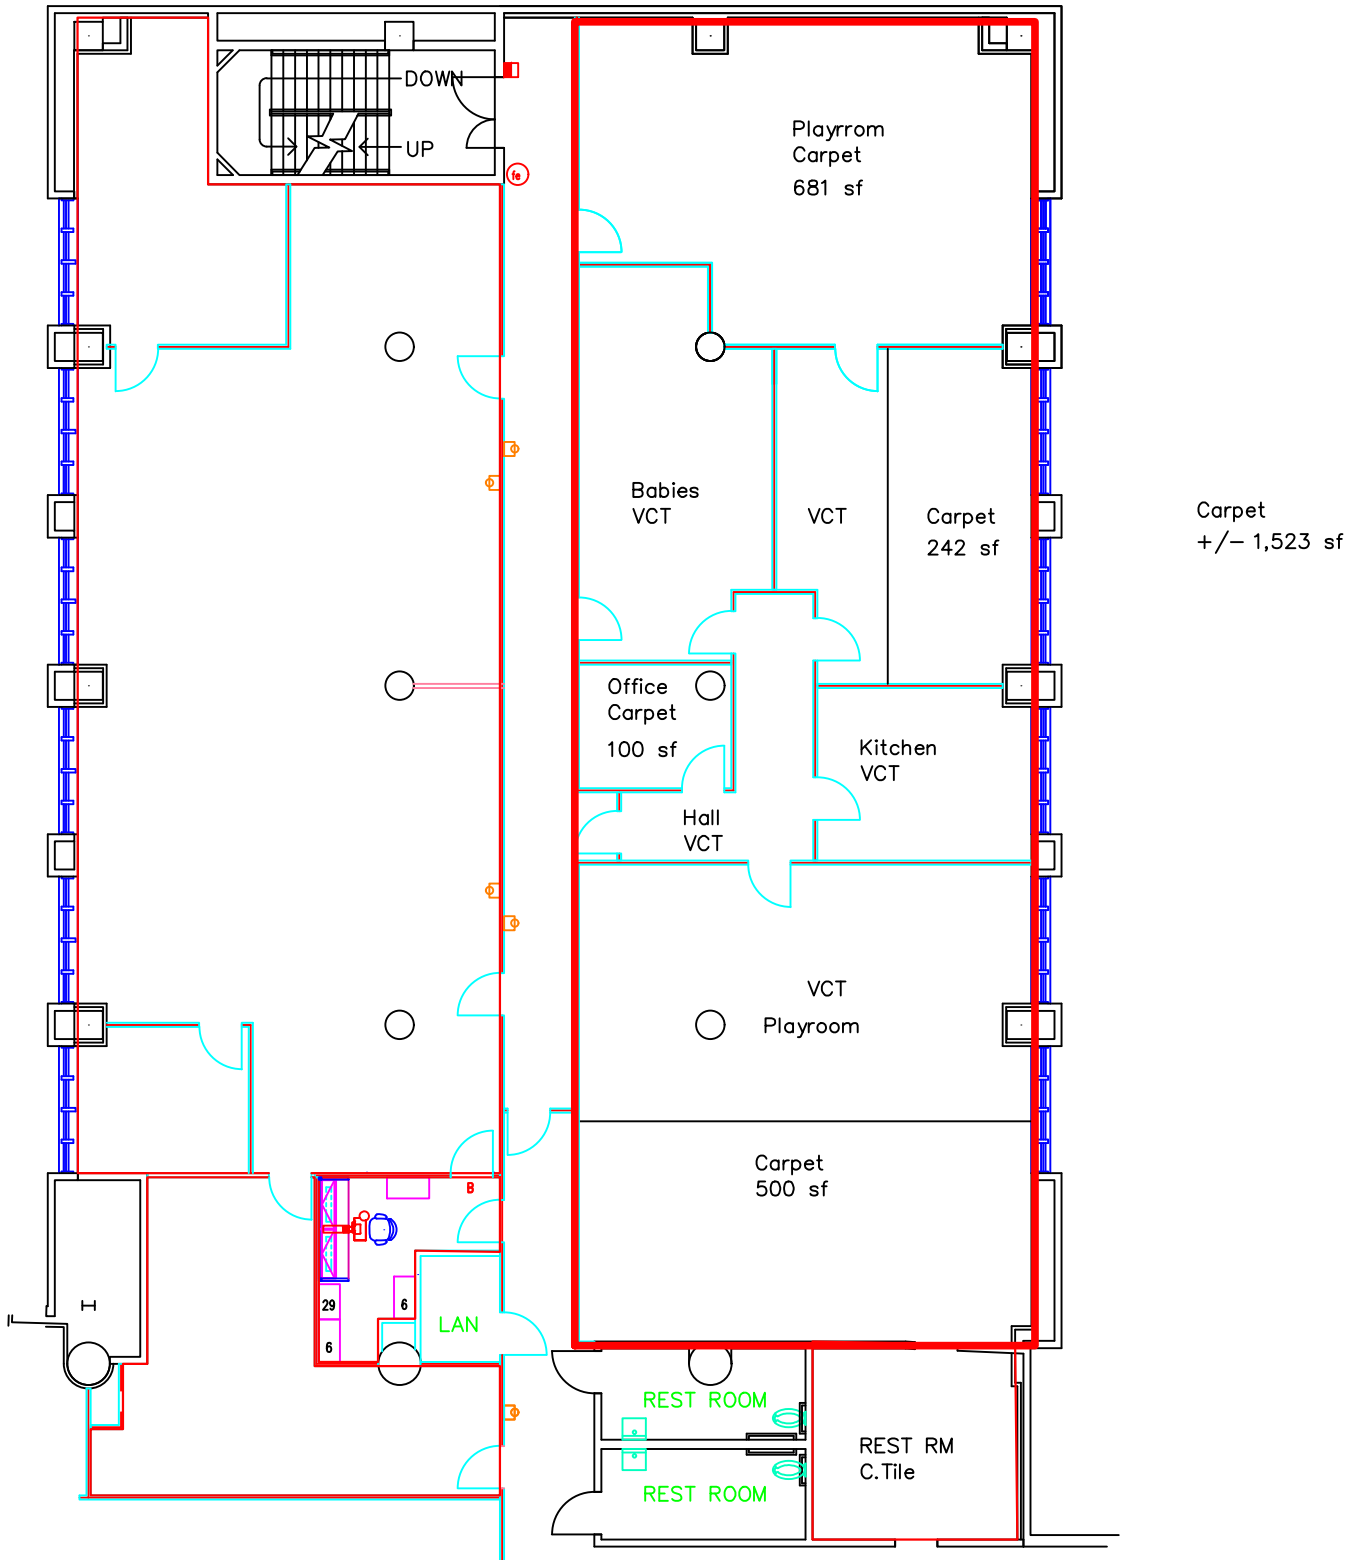 DOWN
UP
fe
Playrrom
Carpet
681 sf
Babies
VCT
VCT
Carpet
242 sf
Carpet
+/- 1,523 sf
Office
Carpet
100 sf
Kitchen
VCT
Hall
VCT
VCT
Playroom
Carpet
500 sf
B
29
6
6
LAN
REST ROOM
REST RM
C.Tile
REST ROOM